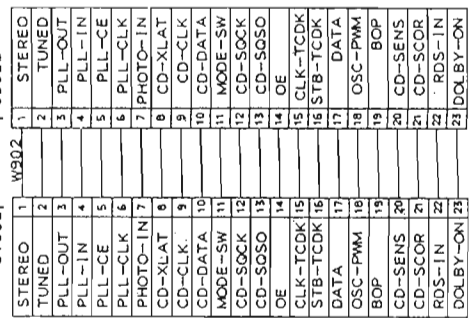 W902
1 STEREO
2 TUNED
3 PLL-OUT
4 PLL-IN
5 PLL-CE
6 PLL-CLK
7 PHOTO-IN
8 CD-XLAT
9 CD-CLK
10 CD-DATA
11 MODE-SW
12 CD-SQCK
13 CD-SQSO
14 OE
15 CLK-TCDK
16 STB-TCDK
17 DATA
18 OSC-PWM
19 BOP
20 CD-SENS
21 CD-SCOR
22 RDS-IN
23 DOLBY-ON
STEREO 1
TUNED 2
PLL-OUT 3
PLL-IN 4
PLL-CE 5
PLL-CLK 6
PHOTO-IN 7
CD-XLAT 8
CD-CLK. 9
CD-DATA 10
MODE-SW 11
CD-SQCK 12
CD-SQSO 13
OE 14
CLK-TCDK 15
STB-TCDK 16
DATA 17
OSC-PWM 18
BOP 19
CD-SENS 20
CD-SCOR 21
RDS-IN 22
DOLBY-ON 23